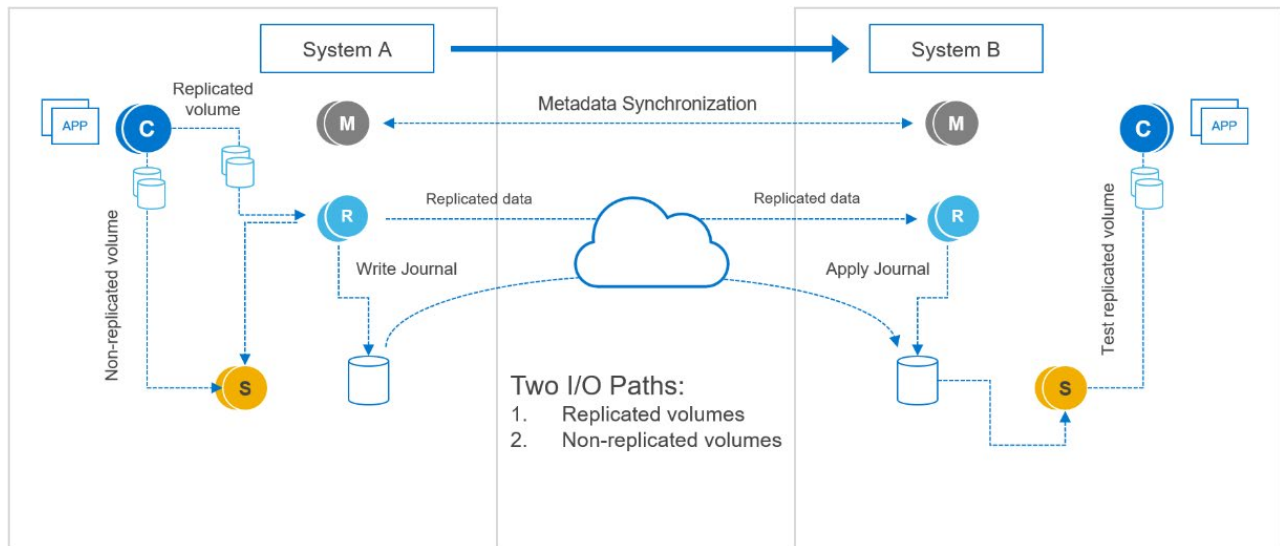 System A
System B
Replicated
volume
APP
C
M
Metadata Synchronization
M
C
APP
Non-replicated volume
R
Replicated data
Replicated data
R
Test replicated volume
Write Journal
Apply Journal
S
Two I/O Paths:
1. Replicated volumes
2. Non-replicated volumes
S